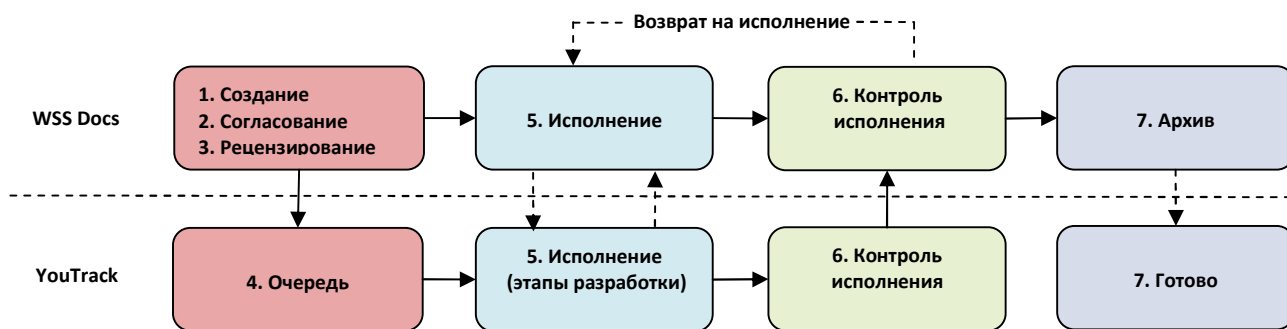 Возврат на исполнение
WSS Docs
1. Создание
2. Согласование
3. Рецензирование
5. Исполнение
6. Контроль
исполнения
7. Архив
YouTrack
4. Очередь
5. Исполнение
(этапы разработки)
6. Контроль
исполнения
7. Готово